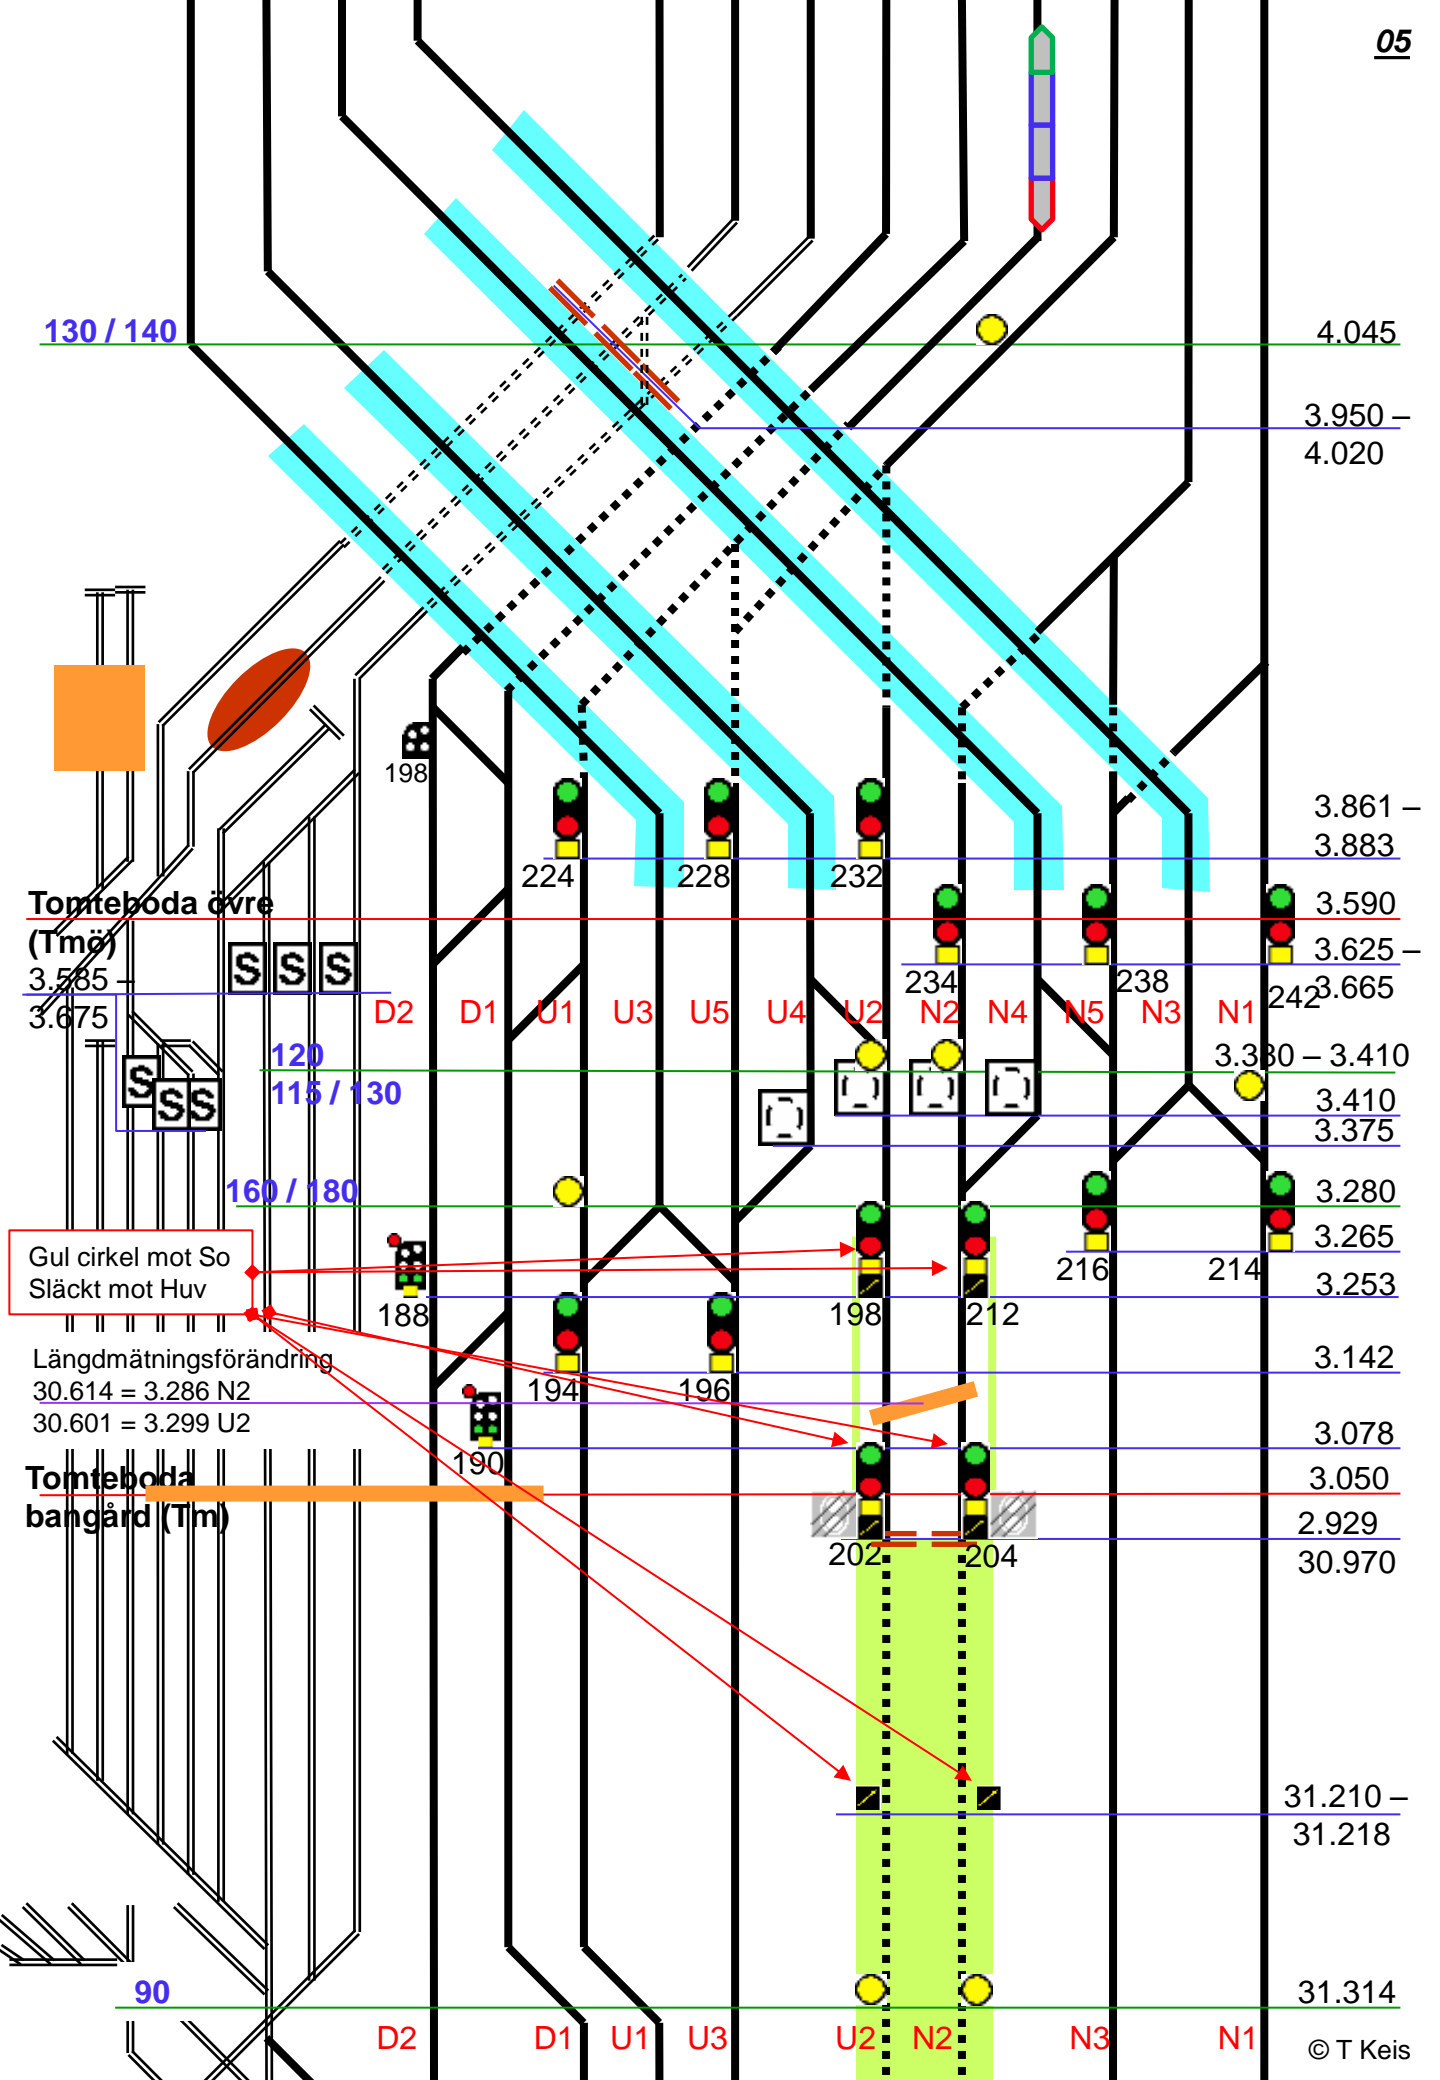 05
130 / 140
4.045
3.950 –
4.020
198
3.861 –
3.883
224
228
232
Tomteboda övre
(Tmö)
3.590
3.585 –
3.675
S S S
234
238
242
3.625 –
3.665
D2 D1 U1 U3 U5 U4 U2 N2 N4 N5 N3 N1
120
115 / 130
3.380 – 3.410
S
S S
3.410
3.375
160 / 180
3.280
Gul cirkel mot So
Släckt mot Huv
3.265
216
214
3.253
188
198
212
Längdmätningsförändring
30.614 = 3.286 N2
30.601 = 3.299 U2
3.142
194
196
3.078
190
Tomteboda
bangård (Tm)
3.050
2.929
30.970
202
204
31.210 –
31.218
90
31.314
D2 D1 U1 U3 U2 N2 N3 N1
© T Keis